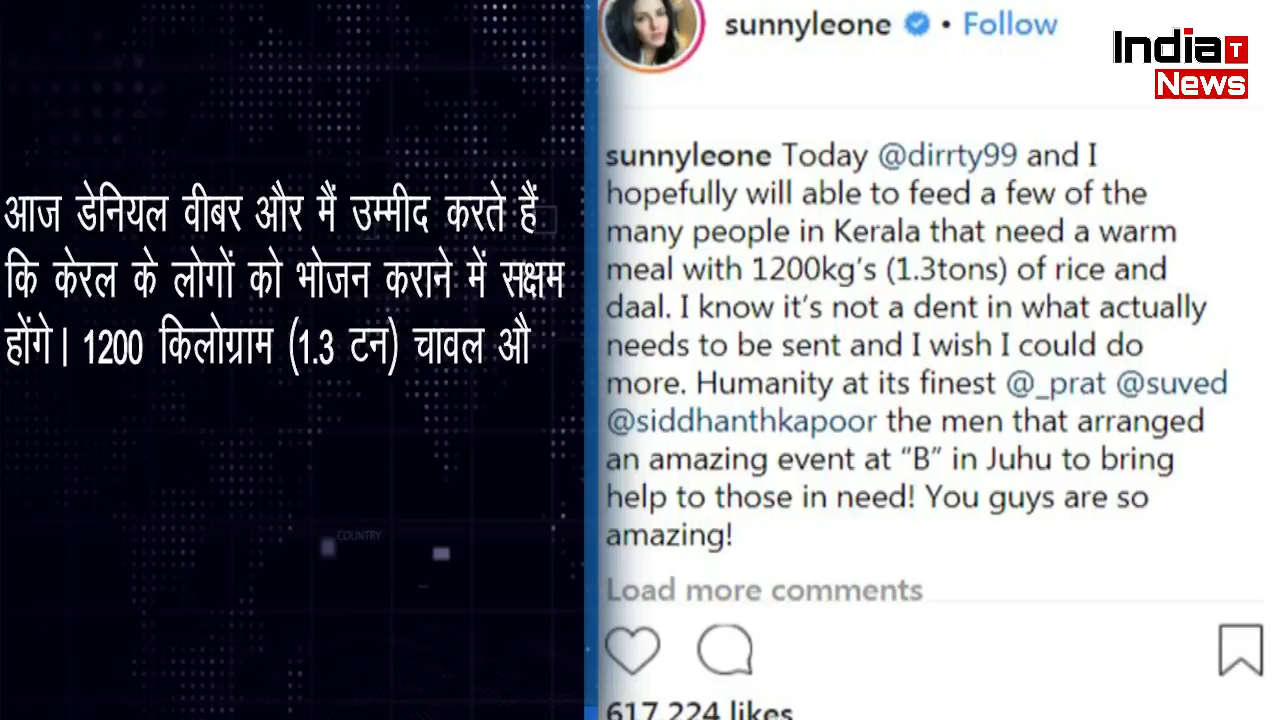 आज डेनियल वीबर और मैं उम्मीद करते हैं
कि केरल के लोगों को भोजन कराने में सक्षम
होंगे | 1200 किलोग्राम (1.3 टन) चावल औ
COUNTRY
sunnyleone • Follow
India T
News
sunnyleone Today @dirrty99 and I
hopefully will able to feed a few of the
many people in Kerala that need a warm
meal with 1200kg's (1.3tons) of rice and
daal. I know it's not a dent in what actually
needs to be sent and I wish I could do
more. Humanity at its finest @_prat @suved
@siddhanthkapoor the men that arranged
an amazing event at “B” in Juhu to bring
help to those in need! You guys are so
amazing!
Load more comments
617,224 likes